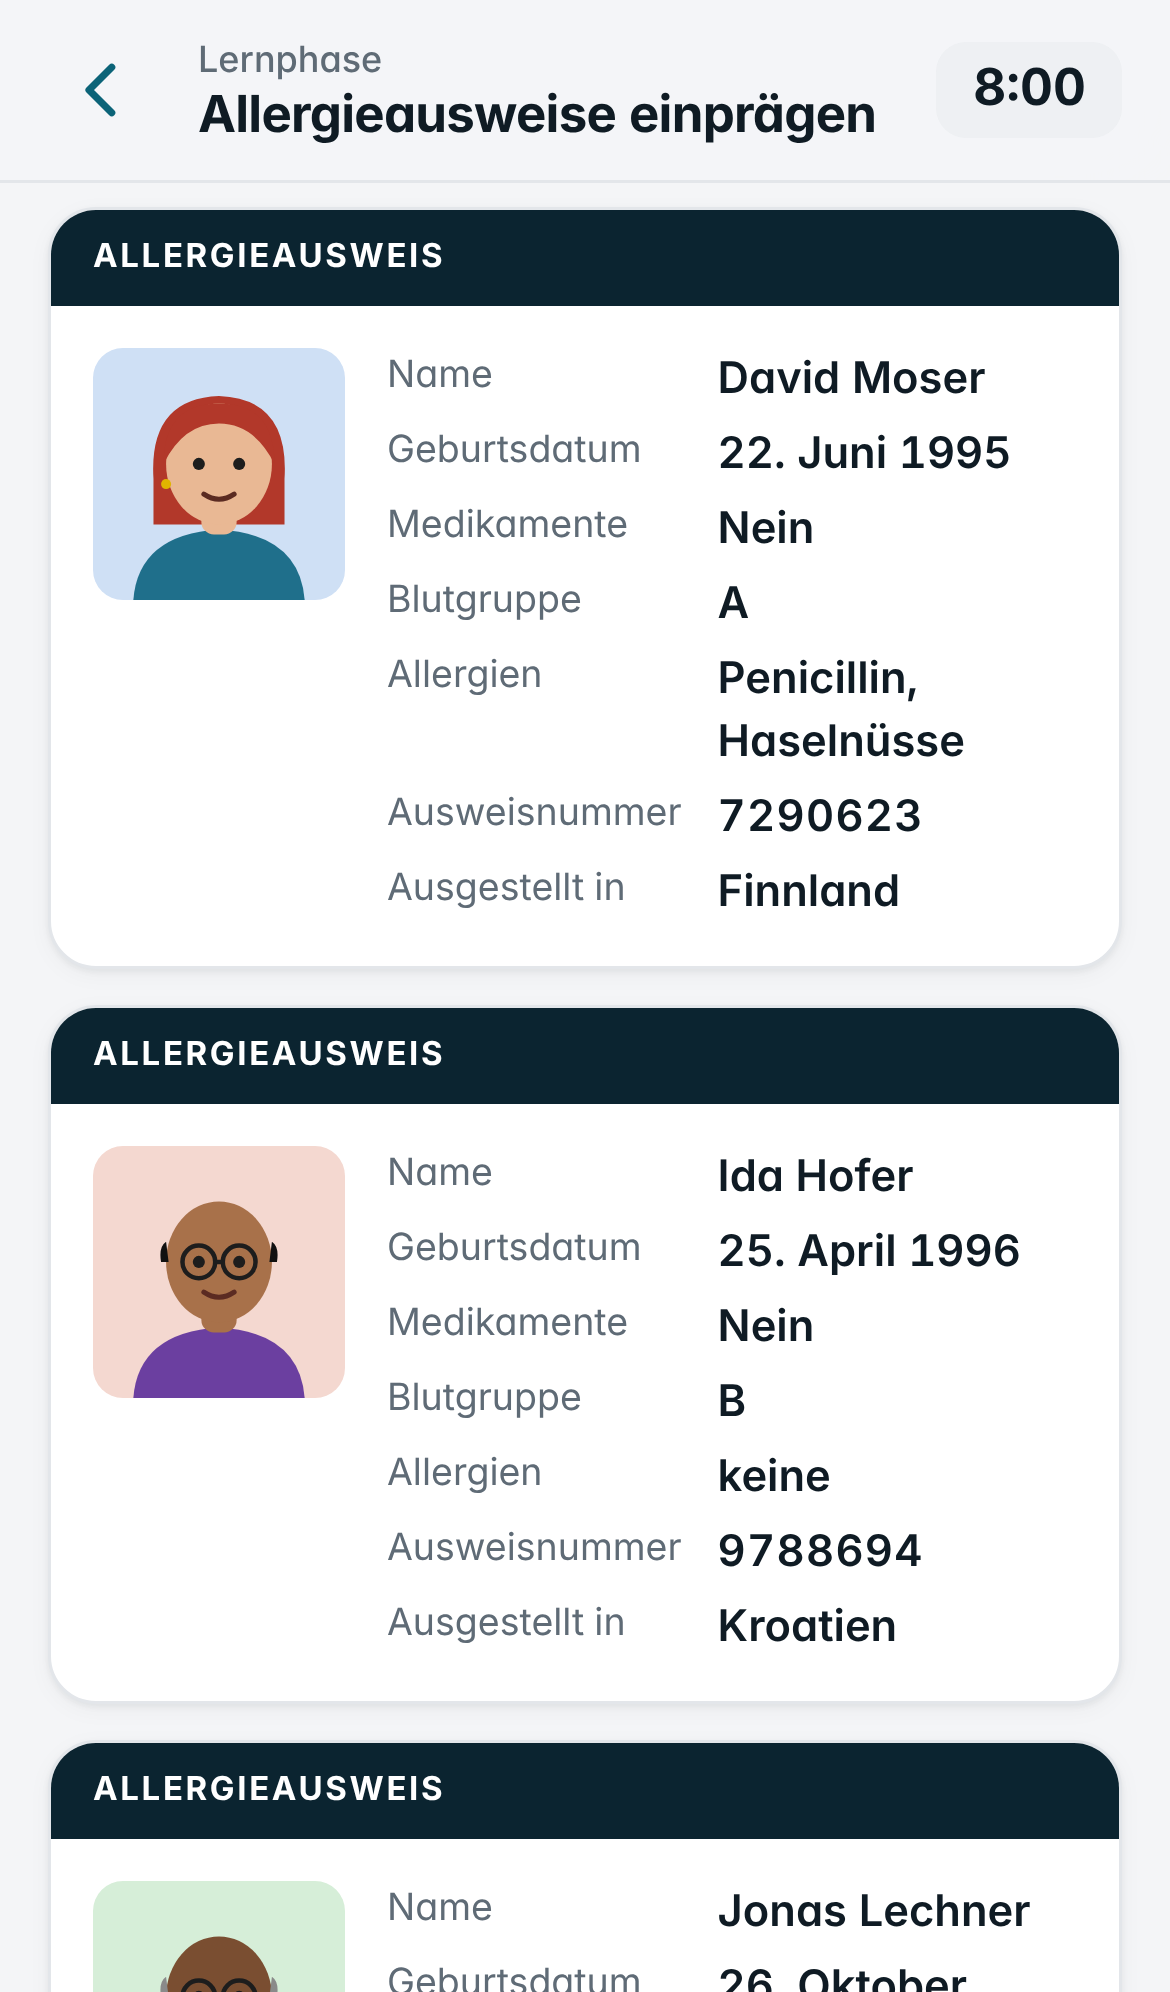 Lernphase
Allergieausweise einprägen
8:00
ALLERGIEAUSWEIS
Name David Moser
Geburtsdatum 22. Juni 1995
Medikamente Nein
Blutgruppe A
Allergien Penicillin,
Haselnüsse
Ausweisnummer 7290623
Ausgestellt in Finnland
ALLERGIEAUSWEIS
Name Ida Hofer
Geburtsdatum 25. April 1996
Medikamente Nein
Blutgruppe B
Allergien keine
Ausweisnummer 9788694
Ausgestellt in Kroatien
ALLERGIEAUSWEIS
Name Jonas Lechner
Geburtsdatum 26. Oktober